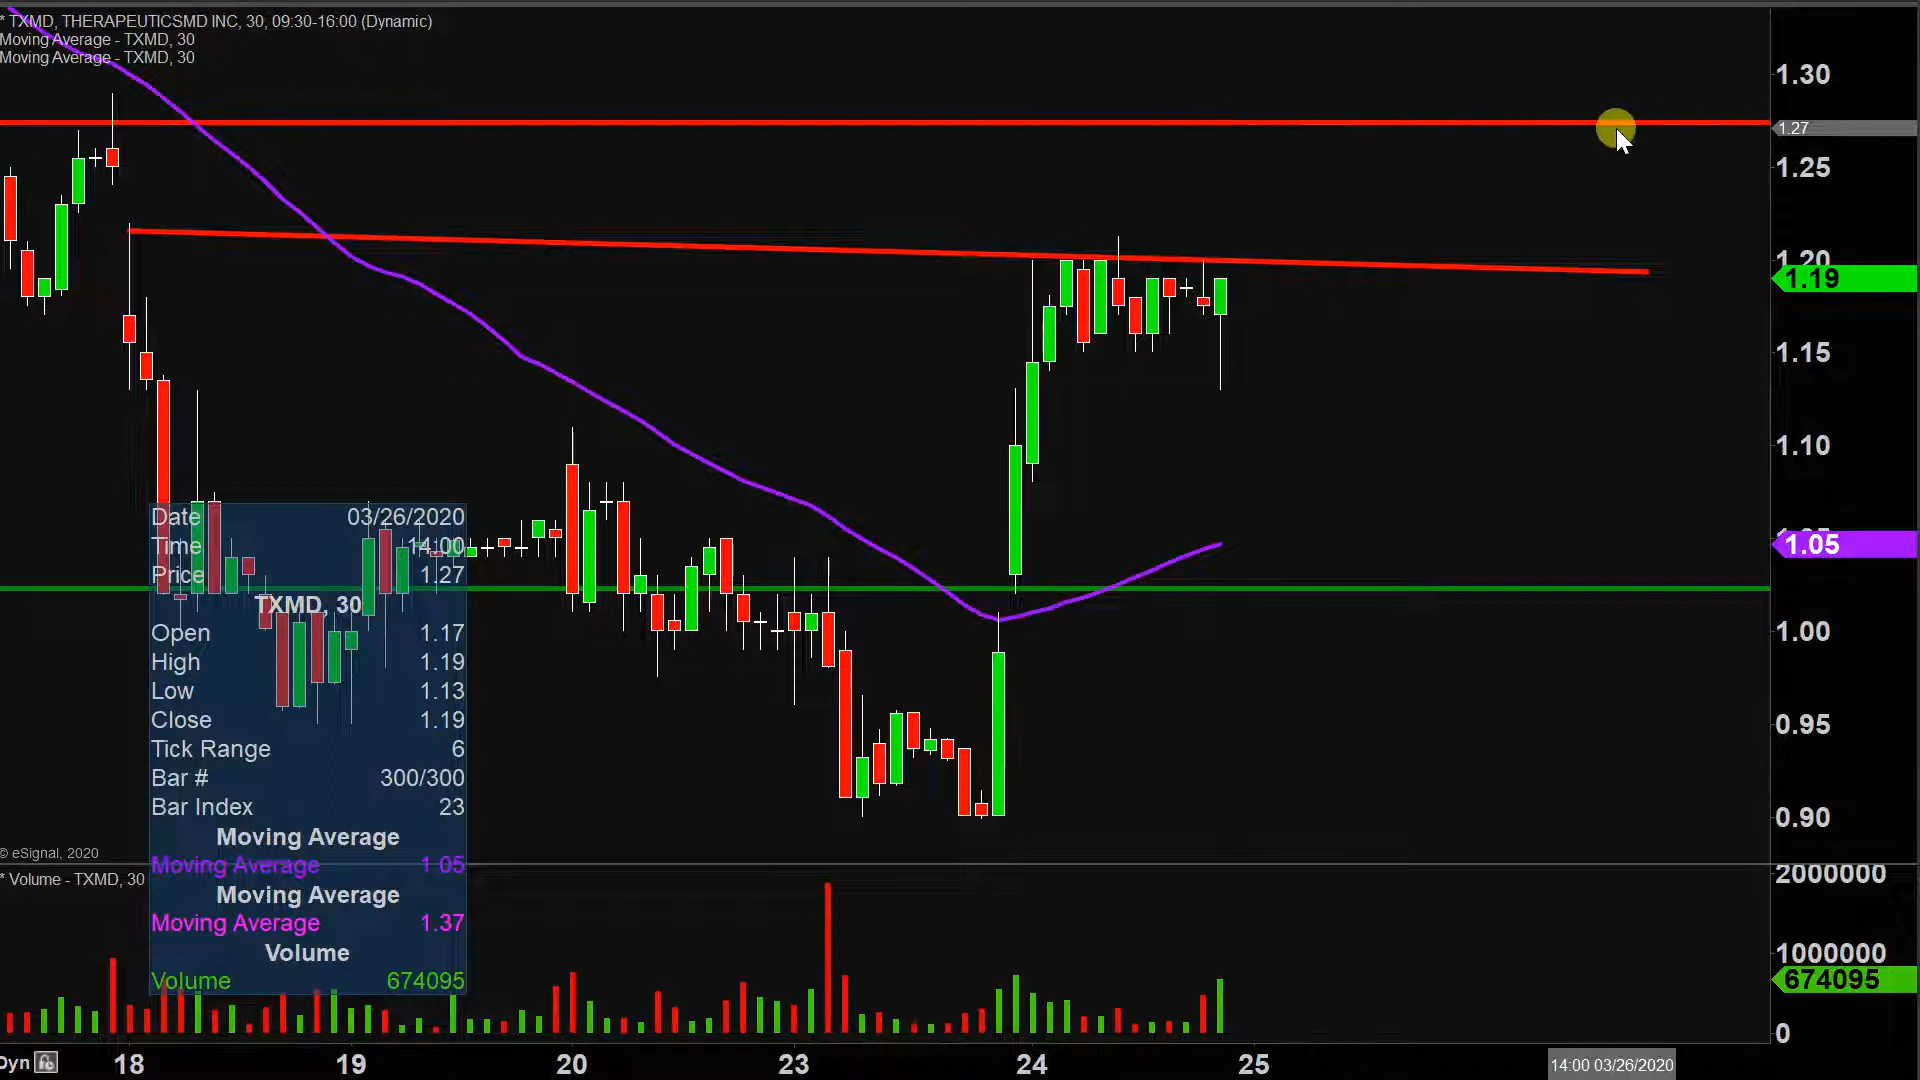 * TXMD, THERAPEUTICSMD INC, 30, 09:30-16:00 (Dynamic)
Moving Average - TXMD, 30
Moving Average - TXMD, 30
1.30
1.27
1.25
1.20
1.19
1.15
1.10
1.05
1.00
0.95
0.90
Date 03/26/2020
Time 14:00
Price 1.27
TXMD, 30
Open 1.17
High 1.19
Low 1.13
Close 1.19
Tick Range 6
Bar # 300/300
Bar Index 23
Moving Average
Moving Average 1.05
Moving Average
Moving Average 1.37
Volume
Volume 674095
© eSignal, 2020
* Volume - TXMD, 30
2000000
1000000
674095
0
Dyn
18 19 20 23 24 25
14:00 03/26/2020